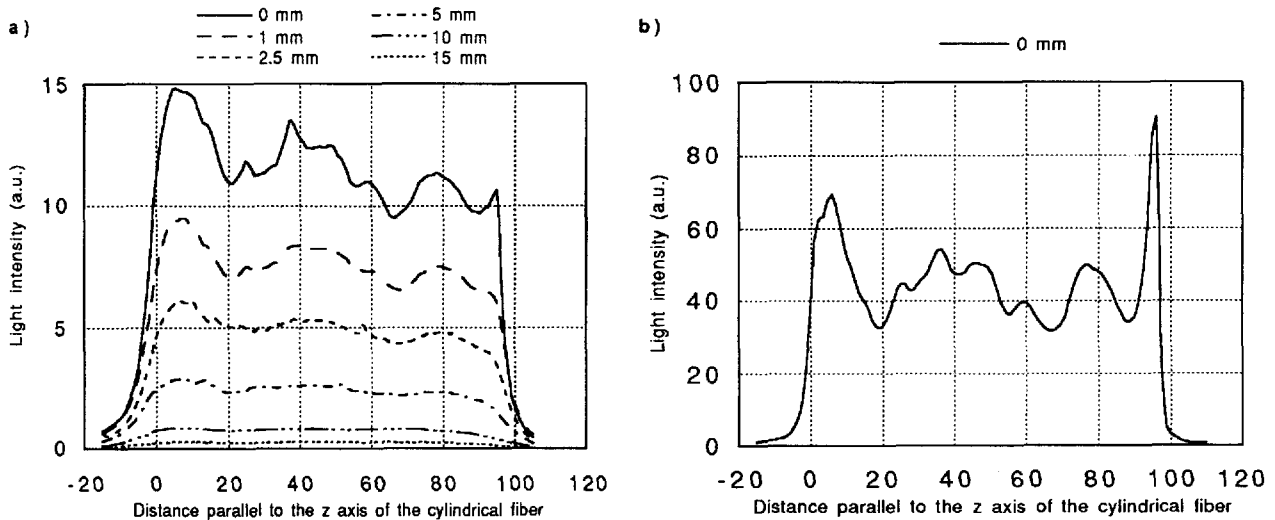 a)
0 mm
5 mm
1 mm
10 mm
2.5 mm
15 mm
15
10
5
0
Light intensity (a.u.)
-20 0 20 40 60 80 100 120
Distance parallel to the z axis of the cylindrical fiber
b)
0 mm
100
80
60
40
20
0
Light intensity (a.u.)
-20 0 20 40 60 80 100 120
Distance parallel to the z axis of the cylindrical fiber